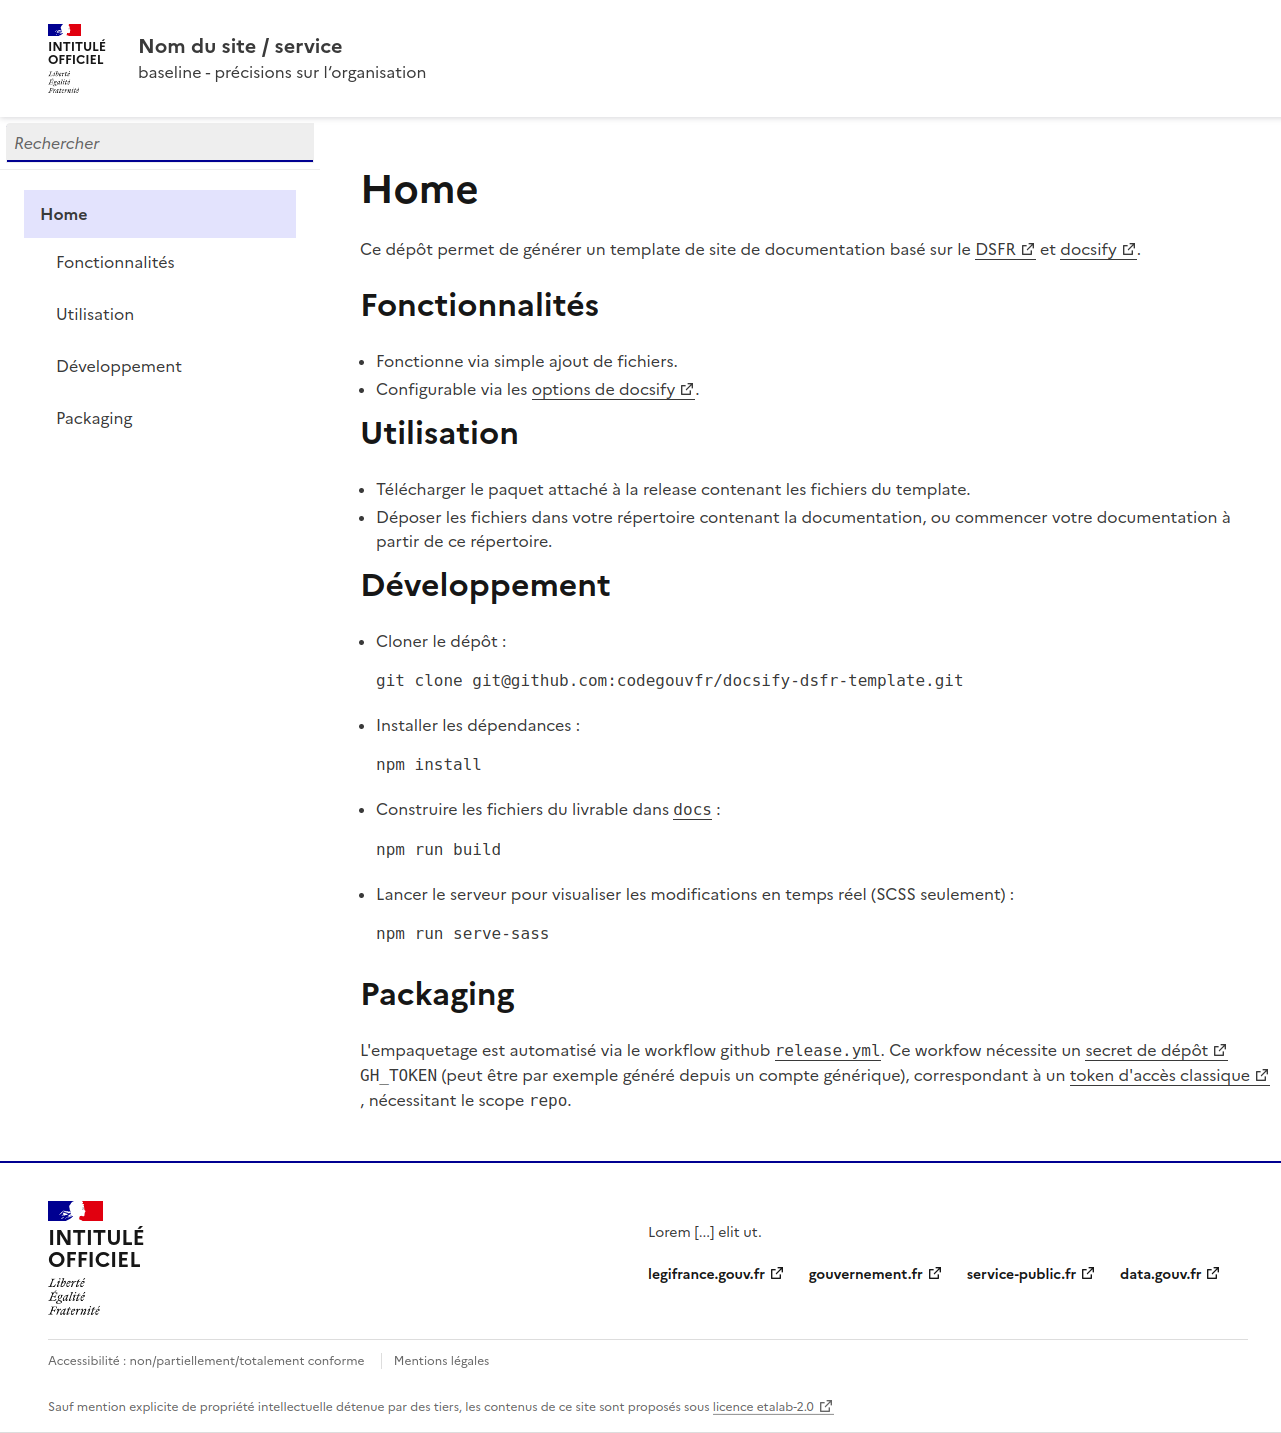 INTITULÉ
OFFICIEL
Liberté
Égalité
Fraternité
Nom du site / service
baseline - précisions sur l’organisation
Rechercher
Home
Fonctionnalités
Utilisation
Développement
Packaging
Home
Ce dépôt permet de générer un template de site de documentation basé sur le DSFR et docsify.
Fonctionnalités
• Fonctionne via simple ajout de fichiers.
• Configurable via les options de docsify.
Utilisation
• Télécharger le paquet attaché à la release contenant les fichiers du template.
• Déposer les fichiers dans votre répertoire contenant la documentation, ou commencer votre documentation à
partir de ce répertoire.
Développement
• Cloner le dépôt :
git clone git@github.com:codegouvfr/docsify-dsfr-template.git
• Installer les dépendances :
npm install
• Construire les fichiers du livrable dans docs :
npm run build
• Lancer le serveur pour visualiser les modifications en temps réel (SCSS seulement) :
npm run serve-sass
Packaging
L'empaquetage est automatisé via le workflow github release.yml. Ce workfow nécessite un secret de dépôt
GH_TOKEN (peut être par exemple généré depuis un compte générique), correspondant à un token d'accès classique
, nécessitant le scope repo.
INTITULÉ
OFFICIEL
Liberté
Égalité
Fraternité
Lorem [...] elit ut.
legifrance.gouv.fr gouvernement.fr service-public.fr data.gouv.fr
Accessibilité : non/partiellement/totalement conforme Mentions légales
Sauf mention explicite de propriété intellectuelle détenue par des tiers, les contenus de ce site sont proposés sous licence etalab-2.0